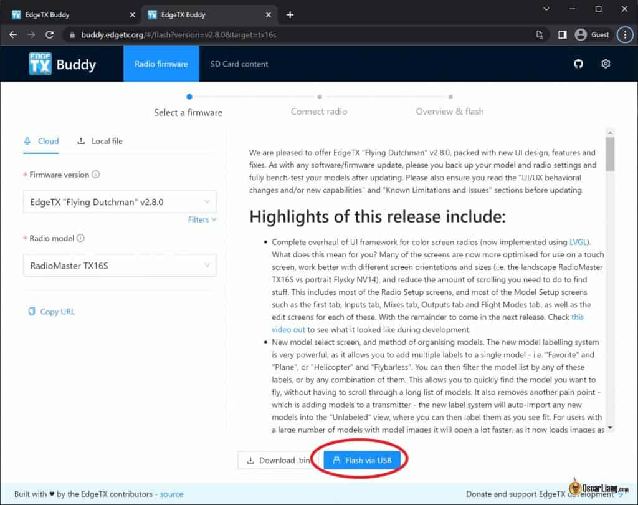 EdgeTX Buddy
EdgeTX Buddy
buddy.edgetx.org/#/flash?version=v2.8.0&target=tx16s
Guest
EDGE TX Buddy
Radio firmware
SD Card content
Select a firmware
Connect radio
Overview & flash
Cloud
Local file
* Firmware version
EdgeTX "Flying Dutchman" v2.8.0
Filters
* Radio model
RadioMaster TX16S
Copy URL
We are pleased to offer EdgeTX "Flying Dutchman" v2.8.0, packed with new UI design, features and
fixes. As with any software/firmware update, please you back up your model and radio settings and
fully bench-test your models after updating. Please also ensure you read the "UI/UX behavioral
changes and/or new capabilities" and "Known Limitations and Issues" sections before updating.
Highlights of this release include:
• Complete overhaul of UI framework for color screen radios (now implemented using LVGL).
What does this mean for you? Many of the screens are now more optimised for use on a touch
screen, work better with different screen orientations and sizes (i.e. the landscape RadioMaster
TX16S vs portrait Flysky NV14), and reduce the amount of scrolling you need to do to find
stuff. This includes most of the Radio Setup screens, and most of the Model Setup screens
such as the first tab, Inputs tab, Mixes tab, Outputs tab and Flight Modes tab, as well as the
edit screens for each of these. With the remainder to come in the next release. Check this
video out to see what it looked like during development.
• New model select screen, and method of organising models. The new model labelling system
is very powerful, as it allows you to add multiple labels to a single model - i.e. "Favorite" and
"Plane", or "Helicopter" and "Flybarless". You can then filter the model list by any of these
labels, or by any combination of them. This allows you to quickly find the model you want to
fly, without having to scroll through a long list of models. It also removes another pain point -
which is adding models to a transmitter - the new label system will auto-import any new
models into the "Unlabeled" view, where you can then label them as you see fit. For users with
a large number of models with model images it will open a lot faster, as it now loads images as
Download .bin
Flash via USB
Built with ♥ by the EdgeTX contributors - source
Donate and support EdgeTX development
OscarLiang.com